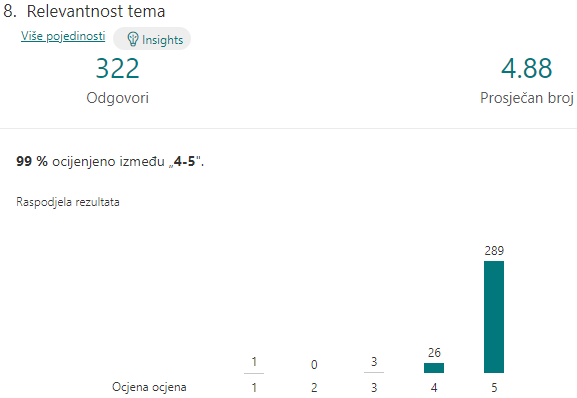 8. Relevantnost tema
Više pojedinosti
Insights
322
Odgovori
4.88
Prosječan broj
99 % ocijenjeno između „4-5".
Raspodjela rezultata
289
26
1
0
3
Ocjena ocjena
1
2
3
4
5